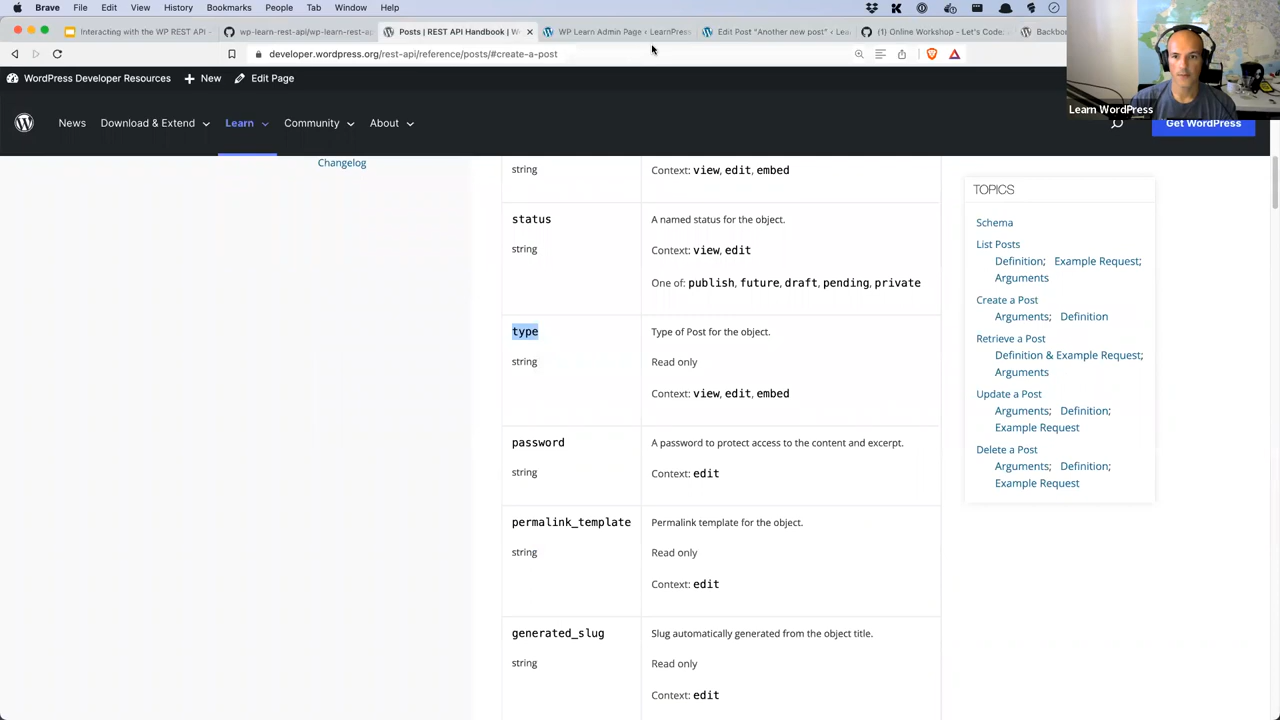 Brave File Edit View History Bookmarks People Tab Window Help
Interacting with the WP REST API -
wp-learn-rest-api/wp-learn-rest-a
Posts | REST API Handbook | W
WP Learn Admin Page ‹ LearnPress
Edit Post "Another new post" ‹ Lea
(1) Online Workshop - Let's Code:
Backbo
developer.wordpress.org/rest-api/reference/posts/#create-a-post
WordPress Developer Resources
New
Edit Page
Learn WordPress
News
Download & Extend
Learn
Community
About
Get WordPress
Changelog
string
Context: view, edit, embed
status
A named status for the object.
string
Context: view, edit
One of: publish, future, draft, pending, private
type
Type of Post for the object.
string
Read only
Context: view, edit, embed
password
A password to protect access to the content and excerpt.
string
Context: edit
permalink_template
Permalink template for the object.
string
Read only
Context: edit
generated_slug
Slug automatically generated from the object title.
string
Read only
Context: edit
TOPICS
Schema
List Posts
Definition; Example Request;
Arguments
Create a Post
Arguments; Definition
Retrieve a Post
Definition & Example Request;
Arguments
Update a Post
Arguments; Definition;
Example Request
Delete a Post
Arguments; Definition;
Example Request